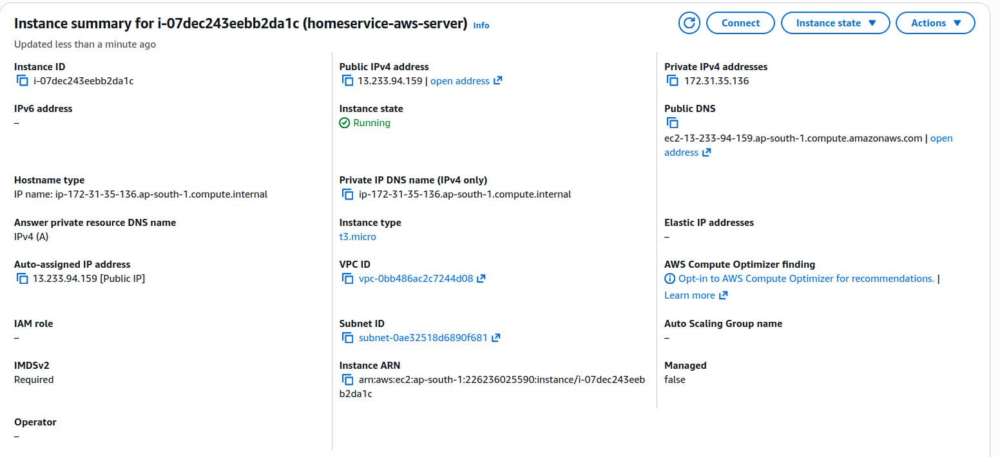 Instance summary for i-07dec243eebb2da1c (homeservice-aws-server) Info
Connect
Instance state
Actions
Updated less than a minute ago
Instance ID
i-07dec243eebb2da1c
Public IPv4 address
13.233.94.159 | open address
Private IPv4 addresses
172.31.35.136
IPv6 address
–
Instance state
Running
Public DNS
ec2-13-233-94-159.ap-south-1.compute.amazonaws.com | open
address
Hostname type
IP name: ip-172-31-35-136.ap-south-1.compute.internal
Private IP DNS name (IPv4 only)
ip-172-31-35-136.ap-south-1.compute.internal
Answer private resource DNS name
IPv4 (A)
Instance type
t3.micro
Elastic IP addresses
–
Auto-assigned IP address
13.233.94.159 [Public IP]
VPC ID
vpc-0bb486ac2c7244d08
AWS Compute Optimizer finding
Opt-in to AWS Compute Optimizer for recommendations. |
Learn more
IAM role
–
Subnet ID
subnet-0ae32518d6890f681
Auto Scaling Group name
–
IMDSv2
Required
Instance ARN
arn:aws:ec2:ap-south-1:226236025590:instance/i-07dec243eeb
b2da1c
Managed
false
Operator
–